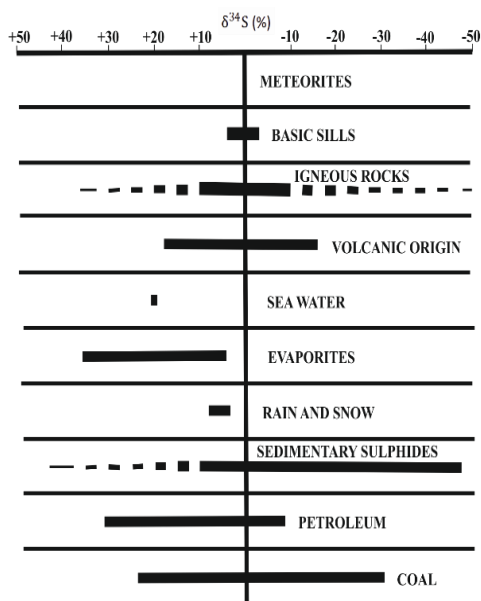 δ³⁴S (%)
+50 +40 +30 +20 +10 -10 -20 -30 -40 -50
METEORITES
BASIC SILLS
IGNEOUS ROCKS
VOLCANIC ORIGIN
SEA WATER
EVAPORITES
RAIN AND SNOW
SEDIMENTARY SULPHIDES
PETROLEUM
COAL